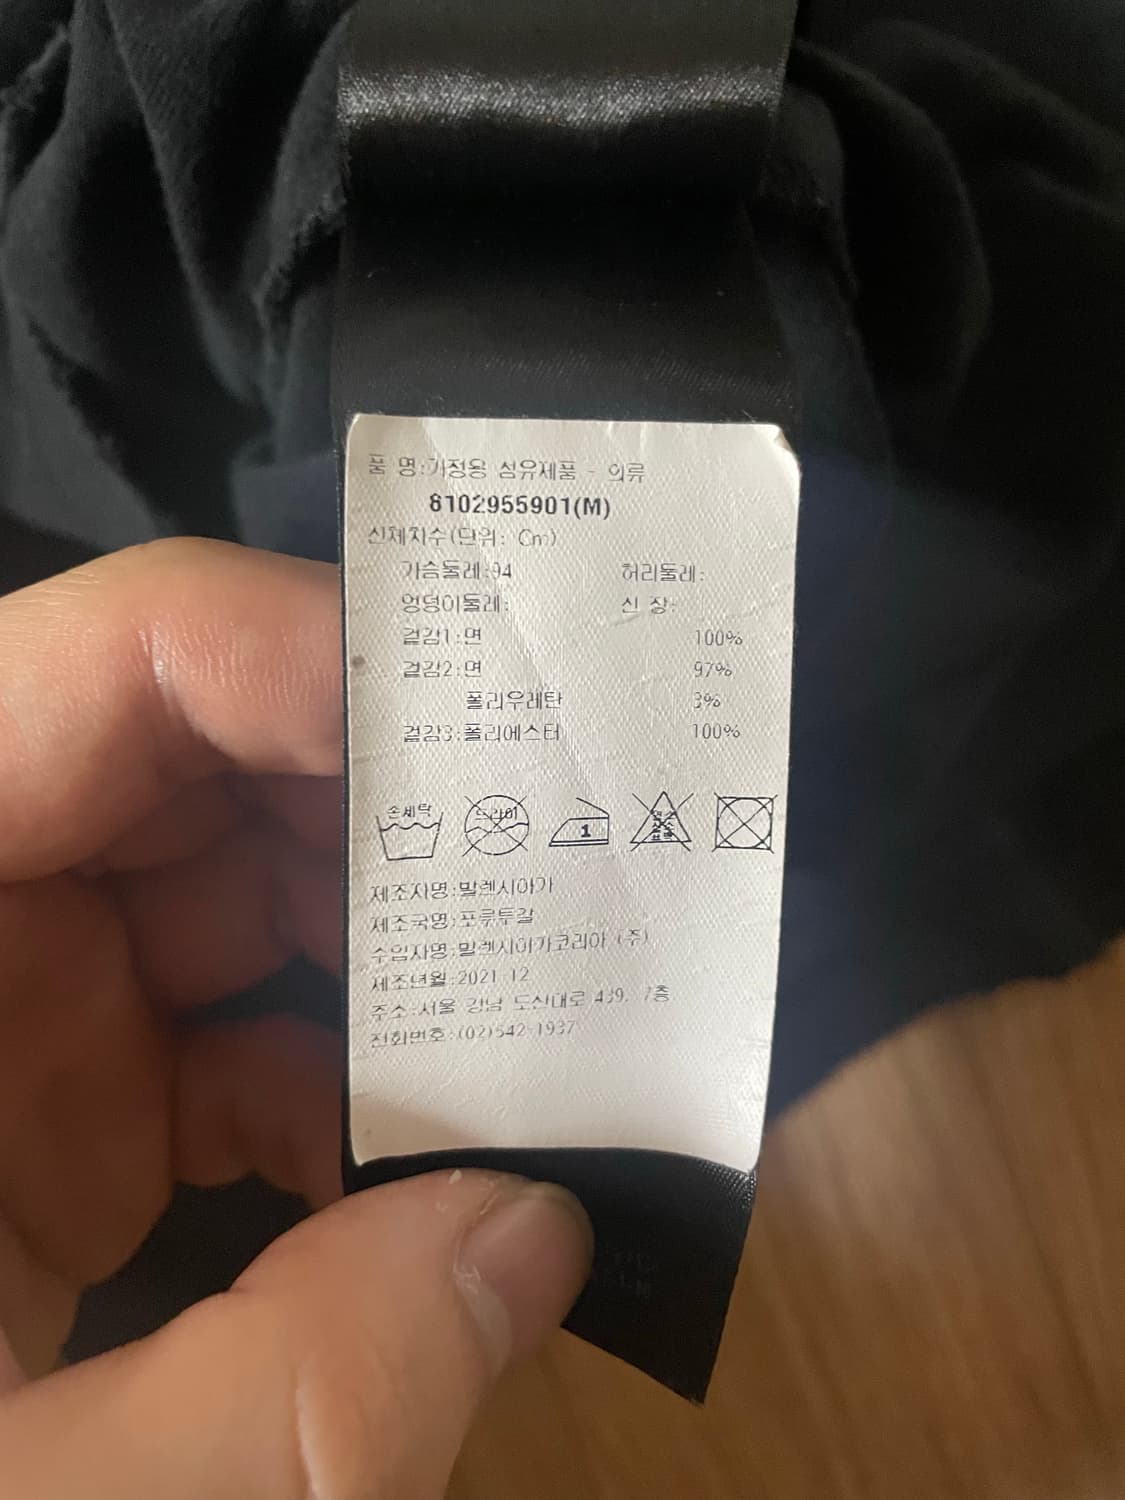 품 명:가정용 섬유제품 - 의류
8102955901(M)
신체치수(단위: Cm)
가슴둘레:94 허리둘레:
엉덩이둘레: 신 장:
겉감1:면 100%
겉감2:면 97%
폴리우레탄 3%
겉감3:폴리에스터 100%
손세탁 드라이 1
제조자명:발렌시아가
제조국명:포르투갈
수입자명:발렌시아가코리아 (주)
제조년월:2021 12
주소:서울 강남 도산대로 439, 7층
전화번호:(02)542-1937